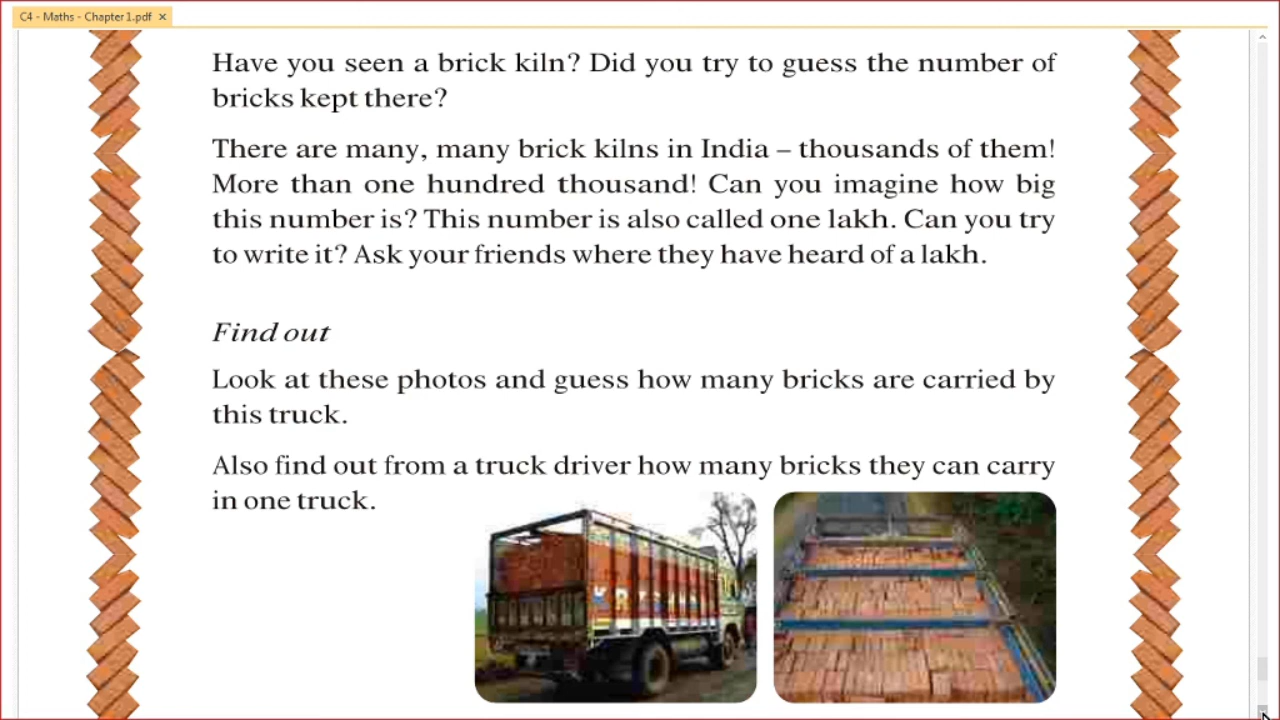 C4 - Maths - Chapter 1.pdf
Have you seen a brick kiln? Did you try to guess the number of
bricks kept there?
There are many, many brick kilns in India – thousands of them!
More than one hundred thousand! Can you imagine how big
this number is? This number is also called one lakh. Can you try
to write it? Ask your friends where they have heard of a lakh.
Find out
Look at these photos and guess how many bricks are carried by
this truck.
Also find out from a truck driver how many bricks they can carry
in one truck.